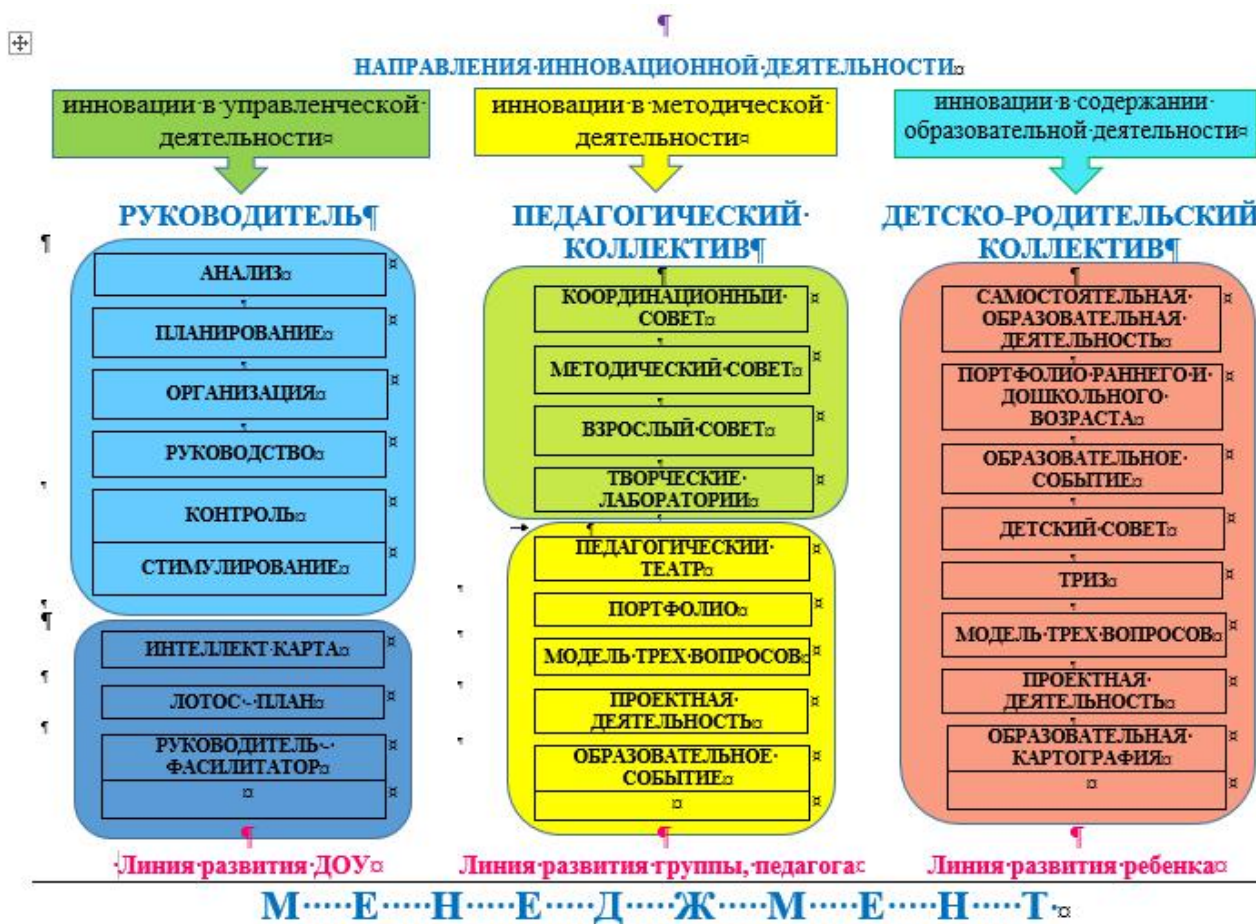 НАПРАВЛЕНИЯ ИННОВАЦИОННОЙ ДЕЯТЕЛЬНОСТИ
инновации в управленческой
деятельности
РУКОВОДИТЕЛЬ
АНАЛИЗ
ПЛАНИРОВАНИЕ
ОРГАНИЗАЦИЯ
РУКОВОДСТВО
КОНТРОЛЬ
СТИМУЛИРОВАНИЕ
ИНТЕЛЛЕКТ КАРТА
ЛОТОС - ПЛАН
РУКОВОДИТЕЛЬ -
ФАСИЛИТАТОР
Линия развития ДОУ
инновации в методической
деятельности
ПЕДАГОГИЧЕСКИЙ
КОЛЛЕКТИВ
КООРДИНАЦИОННЫЙ
СОВЕТ
МЕТОДИЧЕСКИЙ СОВЕТ
ВЗРОСЛЫЙ СОВЕТ
ТВОРЧЕСКИЕ
ЛАБОРАТОРИИ
ПЕДАГОГИЧЕСКИЙ
ТЕАТР
ПОРТФОЛИО
МОДЕЛЬ ТРЕХ ВОПРОСОВ
ПРОЕКТНАЯ
ДЕЯТЕЛЬНОСТЬ
ОБРАЗОВАТЕЛЬНОЕ
СОБЫТИЕ
Линия развития группы, педагога
инновации в содержании
образовательной деятельности
ДЕТСКО-РОДИТЕЛЬСКИЙ
КОЛЛЕКТИВ
САМОСТОЯТЕЛЬНАЯ
ОБРАЗОВАТЕЛЬНАЯ
ДЕЯТЕЛЬНОСТЬ
ПОРТФОЛИО РАННЕГО И
ДОШКОЛЬНОГО
ВОЗРАСТА
ОБРАЗОВАТЕЛЬНОЕ
СОБЫТИЕ
ДЕТСКИЙ СОВЕТ
ТРИЗ
МОДЕЛЬ ТРЕХ ВОПРОСОВ
ПРОЕКТНАЯ
ДЕЯТЕЛЬНОСТЬ
ОБРАЗОВАТЕЛЬНАЯ
КАРТОГРАФИЯ
Линия развития ребенка
М Е Н Е Д Ж М Е Н Т